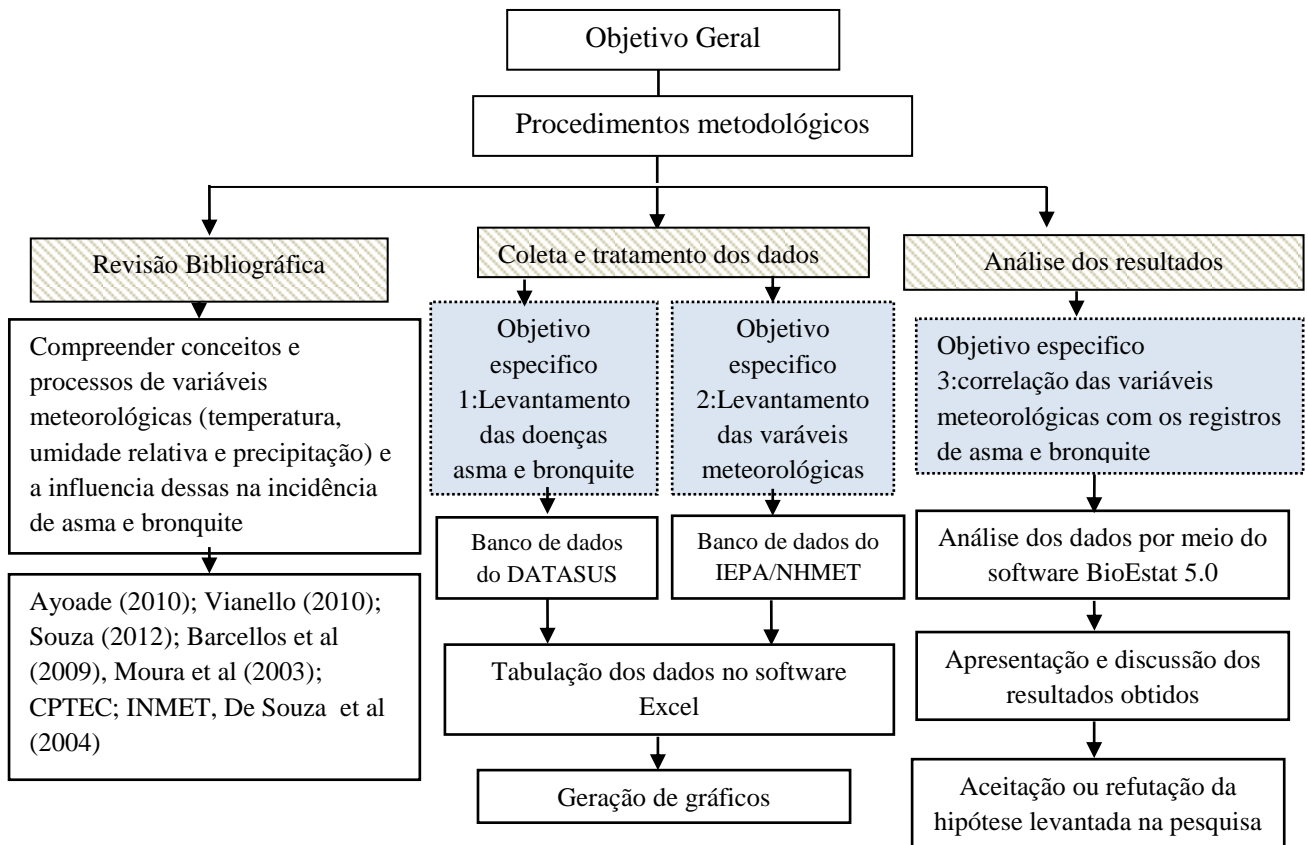 Objetivo Geral
Procedimentos metodológicos
Revisão Bibliográfica
Compreender conceitos e
processos de variáveis
meteorológicas (temperatura,
umidade relativa e precipitação) e
a influencia dessas na incidência
de asma e bronquite
Ayoade (2010); Vianello (2010);
Souza (2012); Barcellos et al
(2009), Moura et al (2003);
CPTEC; INMET, De Souza et al
(2004)
Coleta e tratamento dos dados
Objetivo
especifico
1:Levantamento
das doenças
asma e bronquite
Objetivo
especifico
2:Levantamento
das varáveis
meteorológicas
Banco de dados
do DATASUS
Banco de dados do
IEPA/NHMET
Tabulação dos dados no software
Excel
Geração de gráficos
Análise dos resultados
Objetivo especifico
3:correlação das variáveis
meteorológicas com os registros
de asma e bronquite
Análise dos dados por meio do
software BioEstat 5.0
Apresentação e discussão dos
resultados obtidos
Aceitação ou refutação da
hipótese levantada na pesquisa